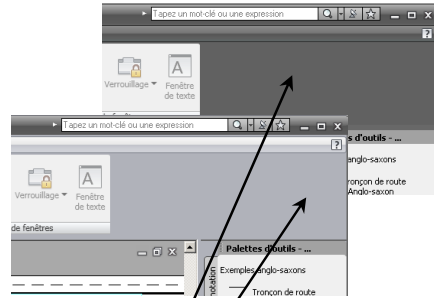 Tapez un mot-clé ou une expression
?
Verrouillage
Fenêtre
de texte
s d'outils - ...
anglo-saxons
ronçon de route
Anglo-saxon
Tapez un mot-clé ou une expression
?
Verrouillage
Fenêtre
de texte
de fenêtres
Palettes d'outils - ...
Exemples anglo-saxons
Tronçon de route
notation